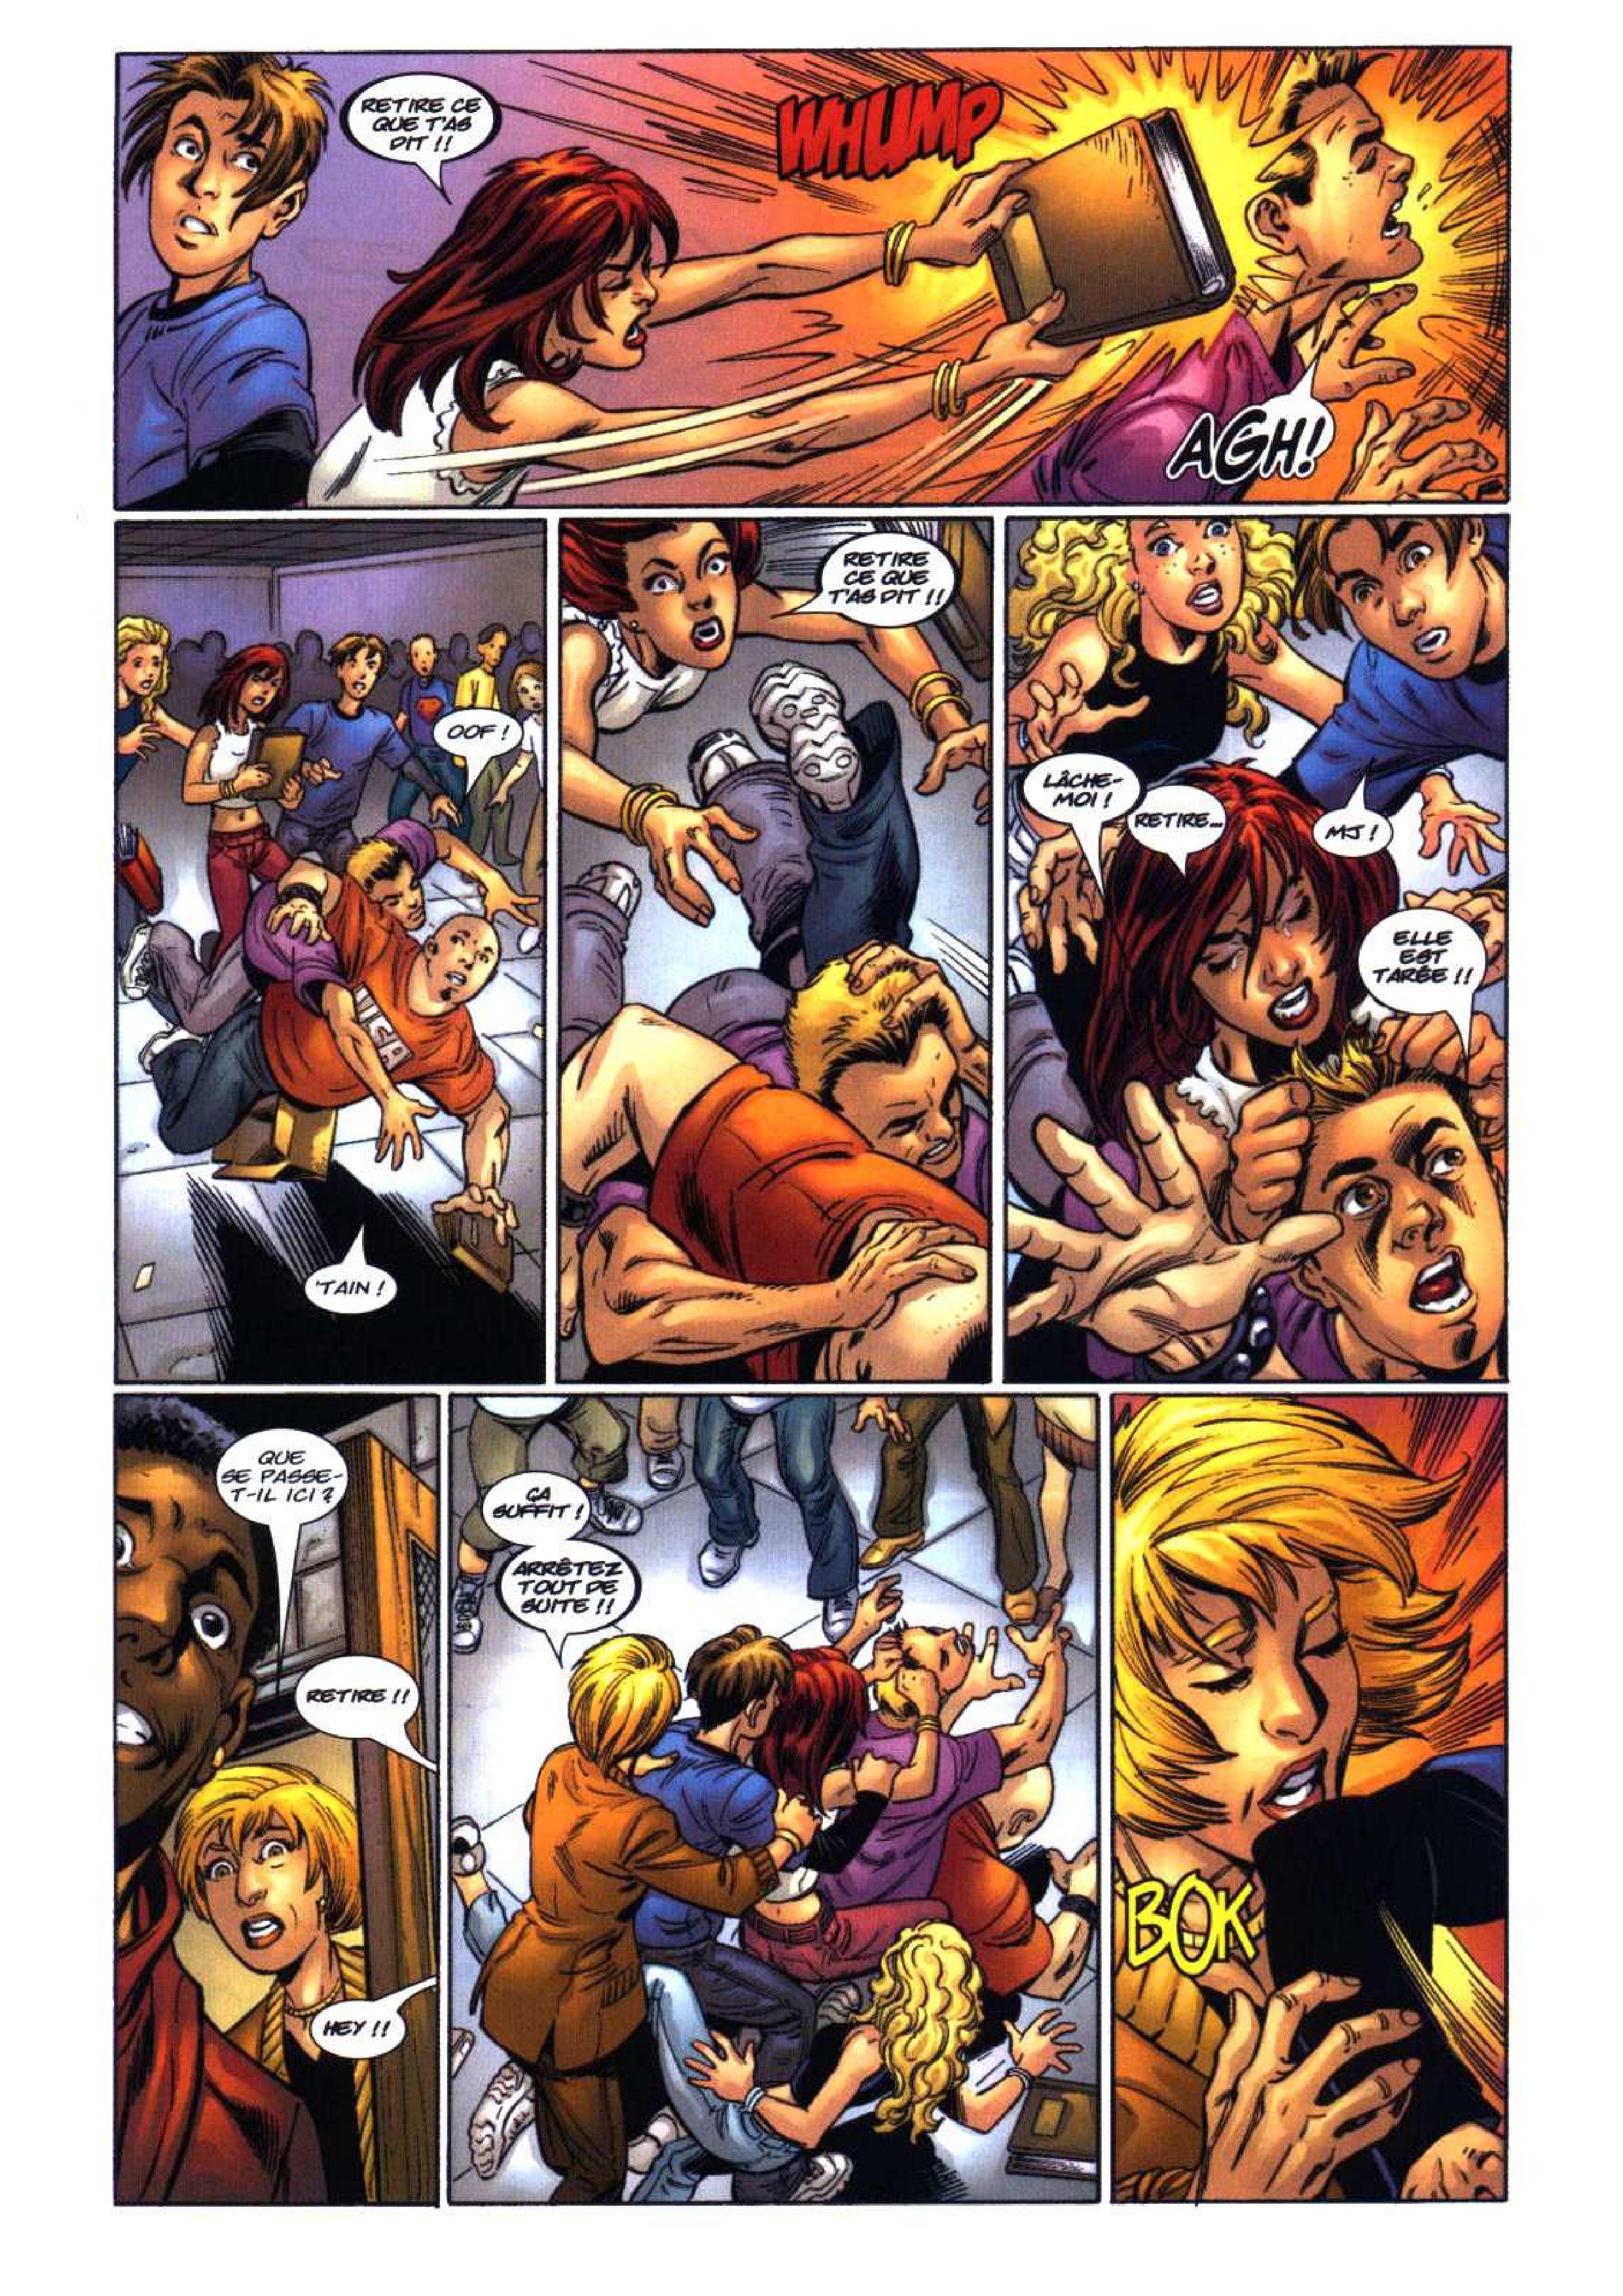 RETIRE CE
QUE T'AS
DIT !!
WHUMP
AGH!
OOF !
'TAIN !
RETIRE
CE QUE
T'AS DIT !!
LÂCHE-
MOI !
RETIRE...
MJ !
ELLE
EST
TARÉE !!
QUE
SE PASSE-
T-IL ICI ?
RETIRE !!
HEY !!
ÇA
SUFFIT !
ARRÊTEZ
TOUT DE
SUITE !!
BOK